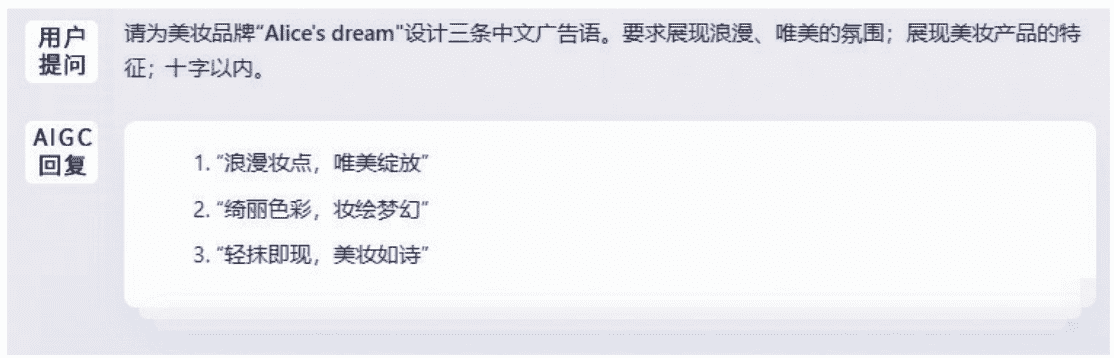 用户
提问
请为美妆品牌“Alice's dream"设计三条中文广告语。要求展现浪漫、唯美的氛围；展现美妆产品的特
征；十字以内。
AIGC
回复
1. “浪漫妆点，唯美绽放”
2. “绮丽色彩，妆绘梦幻”
3. “轻抹即现，美妆如诗”